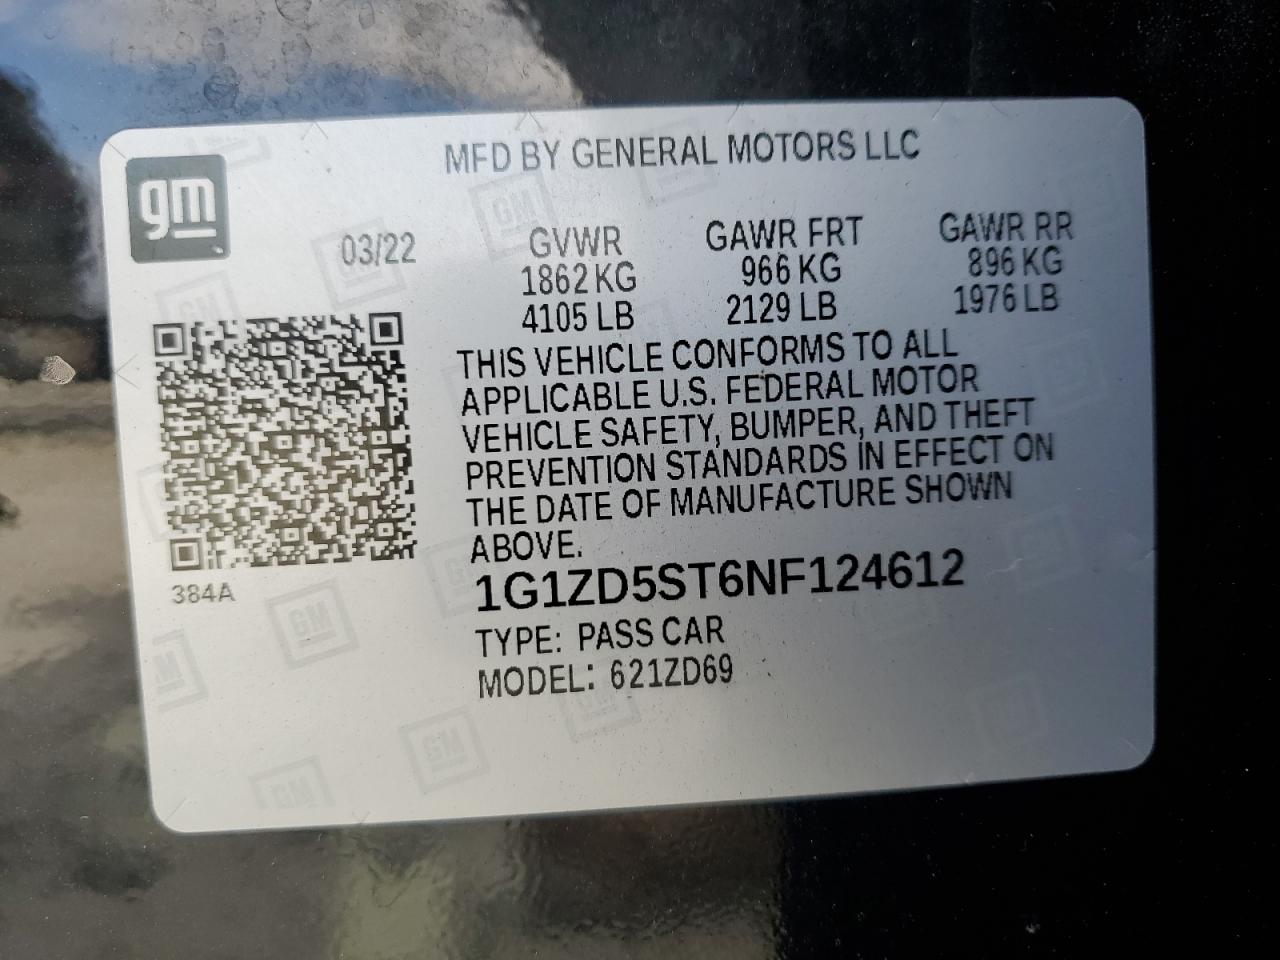 MFD BY GENERAL MOTORS LLC
gm
03/22
GVWR GAWR FRT GAWR RR
1862 KG 966 KG 896 KG
4105 LB 2129 LB 1976 LB
THIS VEHICLE CONFORMS TO ALL
APPLICABLE U.S. FEDERAL MOTOR
VEHICLE SAFETY, BUMPER, AND THEFT
PREVENTION STANDARDS IN EFFECT ON
THE DATE OF MANUFACTURE SHOWN
ABOVE.
384A
1G1ZD5ST6NF124612
TYPE: PASS CAR
MODEL: 621ZD69